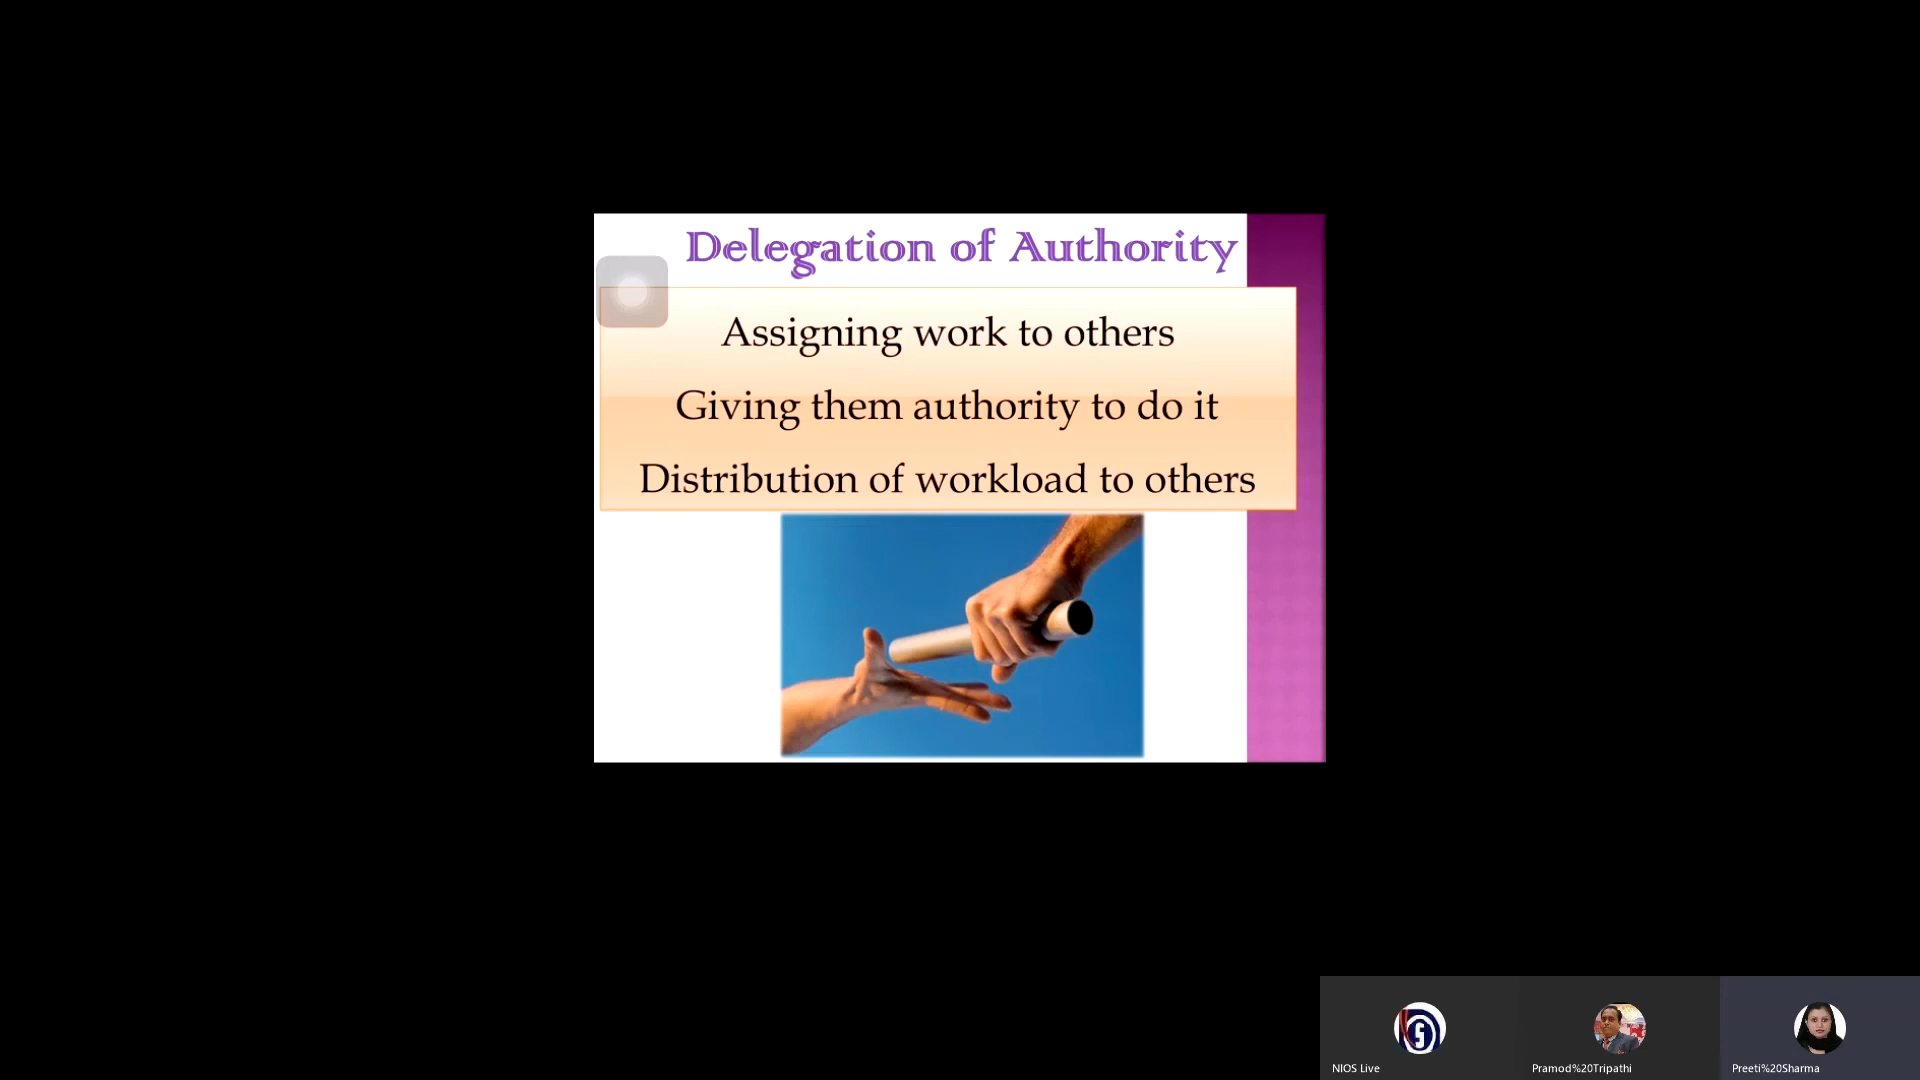 Delegation of Authority
Assigning work to others
Giving them authority to do it
Distribution of workload to others
NIOS Live
Pramod%20Tripathi
Preeti%20Sharma